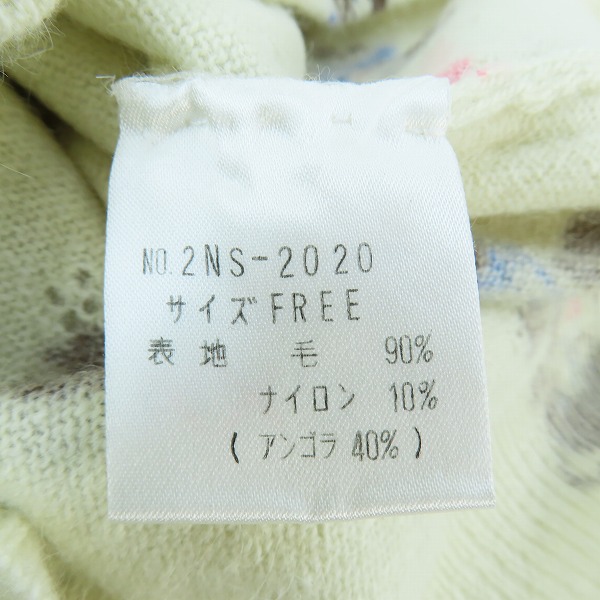 NO.2NS-2020
サイズFREE
表地 毛 90%
ナイロン 10%
(アンゴラ 40%)